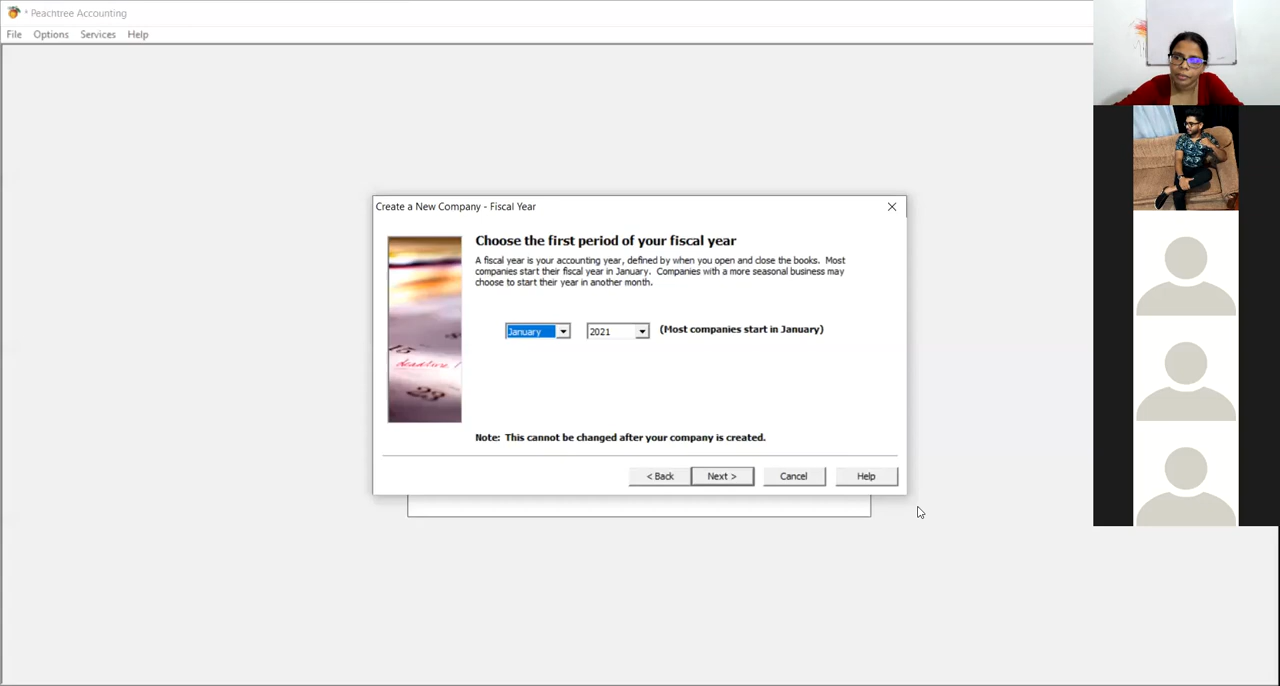 * Peachtree Accounting
File Options Services Help
Create a New Company - Fiscal Year
Choose the first period of your fiscal year
A fiscal year is your accounting year, defined by when you open and close the books. Most
companies start their fiscal year in January. Companies with a more seasonal business may
choose to start their year in another month.
January 2021 (Most companies start in January)
15
deadline!
23
Note: This cannot be changed after your company is created.
< Back Next > Cancel Help